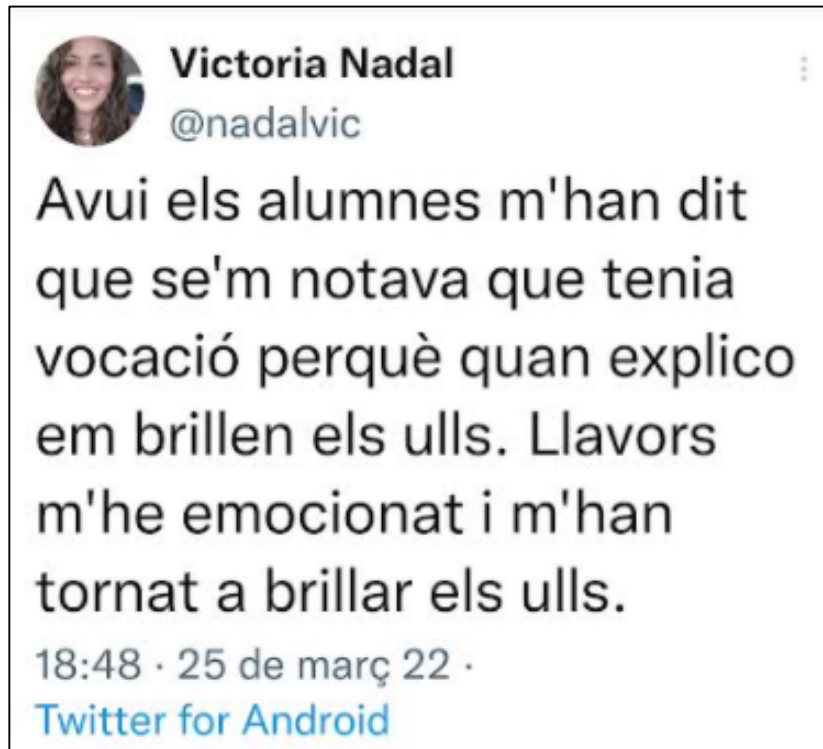 Victoria Nadal
@nadalvic
Avui els alumnes m'han dit
que se'm notava que tenia
vocació perquè quan explico
em brillen els ulls. Llavors
m'he emocionat i m'han
tornat a brillar els ulls.
18:48 · 25 de març 22 ·
Twitter for Android